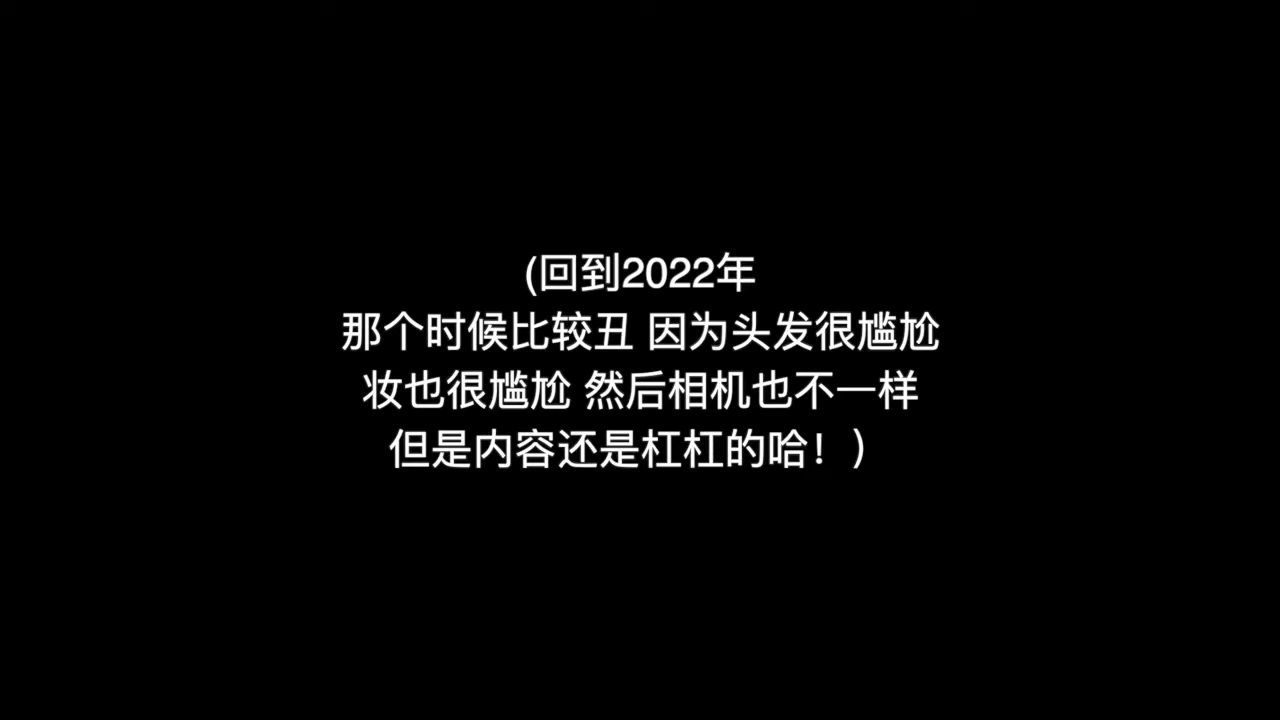 (回到2022年
那个时候比较丑 因为头发很尴尬
妆也很尴尬 然后相机也不一样
但是内容还是杠杠的哈！）